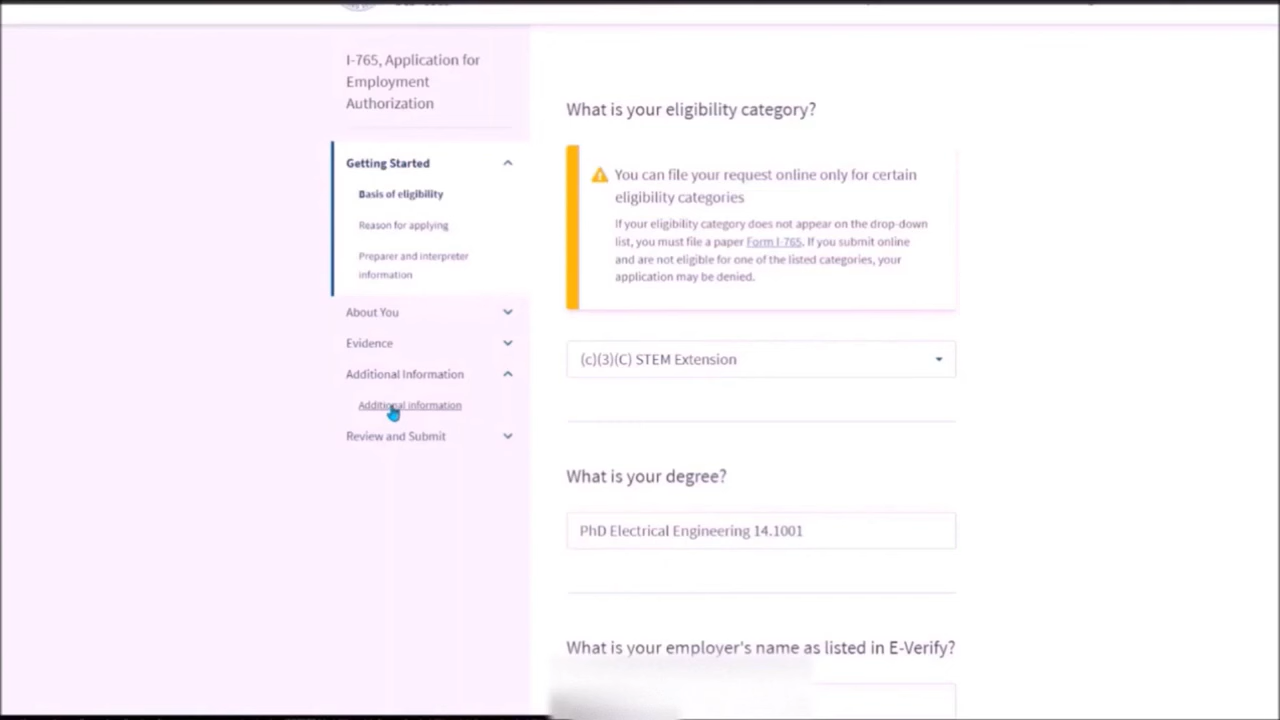 I-765, Application for
Employment
Authorization
Getting Started
Basis of eligibility
Reason for applying
Preparer and interpreter
information
About You
Evidence
Additional Information
Additional information
Review and Submit
What is your eligibility category?
You can file your request online only for certain
eligibility categories
If your eligibility category does not appear on the drop-down
list, you must file a paper Form I-765. If you submit online
and are not eligible for one of the listed categories, your
application may be denied.
(c)(3)(C) STEM Extension
What is your degree?
PhD Electrical Engineering 14.1001
What is your employer's name as listed in E-Verify?